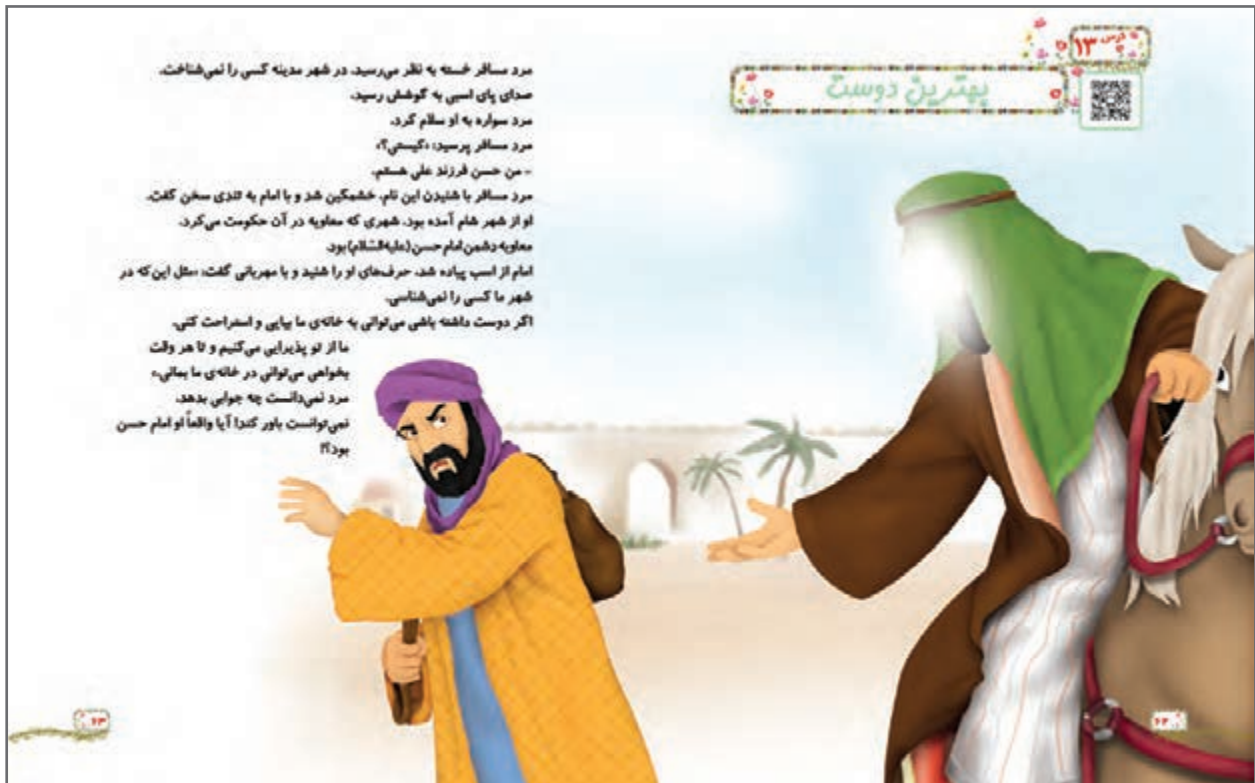 درس ۱۳
بهترین دوست
مرد مسافر خسته به نظر می‌رسید. در شهر مدینه کسی را نمی‌شناخت.
صدای پای اسبی به گوشش رسید.
مرد سواره به او سلام کرد.
مرد مسافر پرسید: «کیستی؟»
- من حسن فرزند علی هستم.
مرد مسافر با شنیدن این نام، خشمگین شد و با امام به تندی سخن گفت.
او از شهر شام آمده بود. شهری که معاویه در آن حکومت می‌کرد.
معاویه دشمن امام حسن (علیه‌السّلام) بود.
امام از اسب پیاده شد، حرف‌های او را شنید و با مهربانی گفت: «مثل این‌که در
شهر ما کسی را نمی‌شناسی.
اگر دوست داشته باشی می‌توانی به خانه‌ی ما بیایی و استراحت کنی.
ما از تو پذیرایی می‌کنیم و تا هر وقت
بخواهی می‌توانی در خانه‌ی ما بمانی.»
مرد نمی‌دانست چه جوابی بدهد.
نمی‌توانست باور کند! آیا واقعاً او امام حسن
بود؟!
۶۲
۶۳